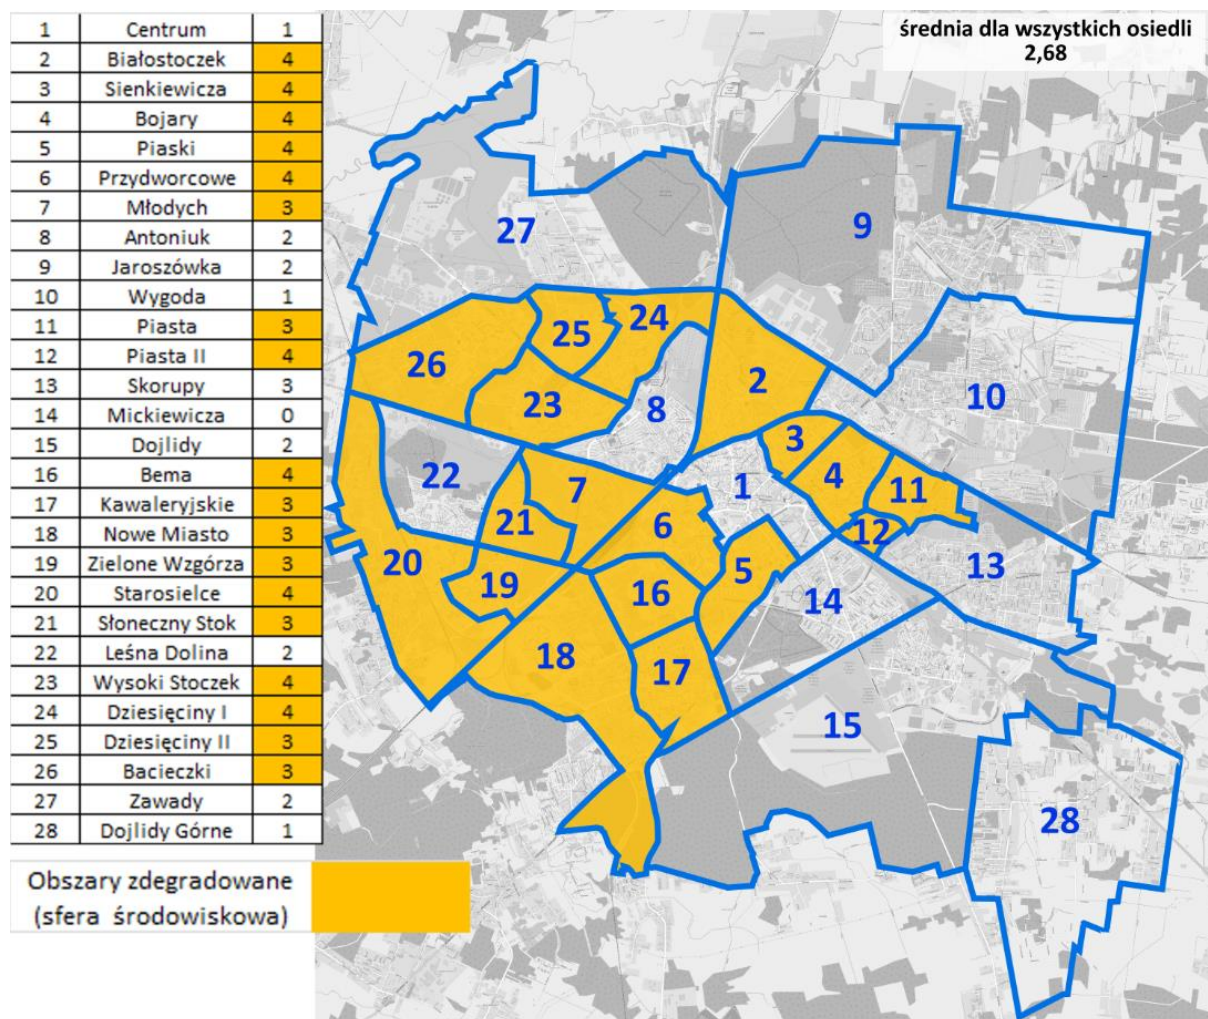 1 Centrum 1
2 Białostoczek 4
3 Sienkiewicza 4
4 Bojary 4
5 Piaski 4
6 Przydworcowe 4
7 Młodych 3
8 Antoniuk 2
9 Jaroszówka 2
10 Wygoda 1
11 Piasta 3
12 Piasta II 4
13 Skorupy 3
14 Mickiewicza 0
15 Dojlidy 2
16 Bema 4
17 Kawaleryjskie 3
18 Nowe Miasto 3
19 Zielone Wzgórza 3
20 Starosielce 4
21 Słoneczny Stok 3
22 Leśna Dolina 2
23 Wysoki Stoczek 4
24 Dziesięciny I 4
25 Dziesięciny II 3
26 Bacieczki 3
27 Zawady 2
28 Dojlidy Górne 1
Obszary zdegradowane
(sfera środowiskowa)
średnia dla wszystkich osiedli
2,68
27
9
24
25
26
2
10
23
8
3
22
7
1
4
11
21
6
12
20
5
13
19
16
14
18
17
15
28